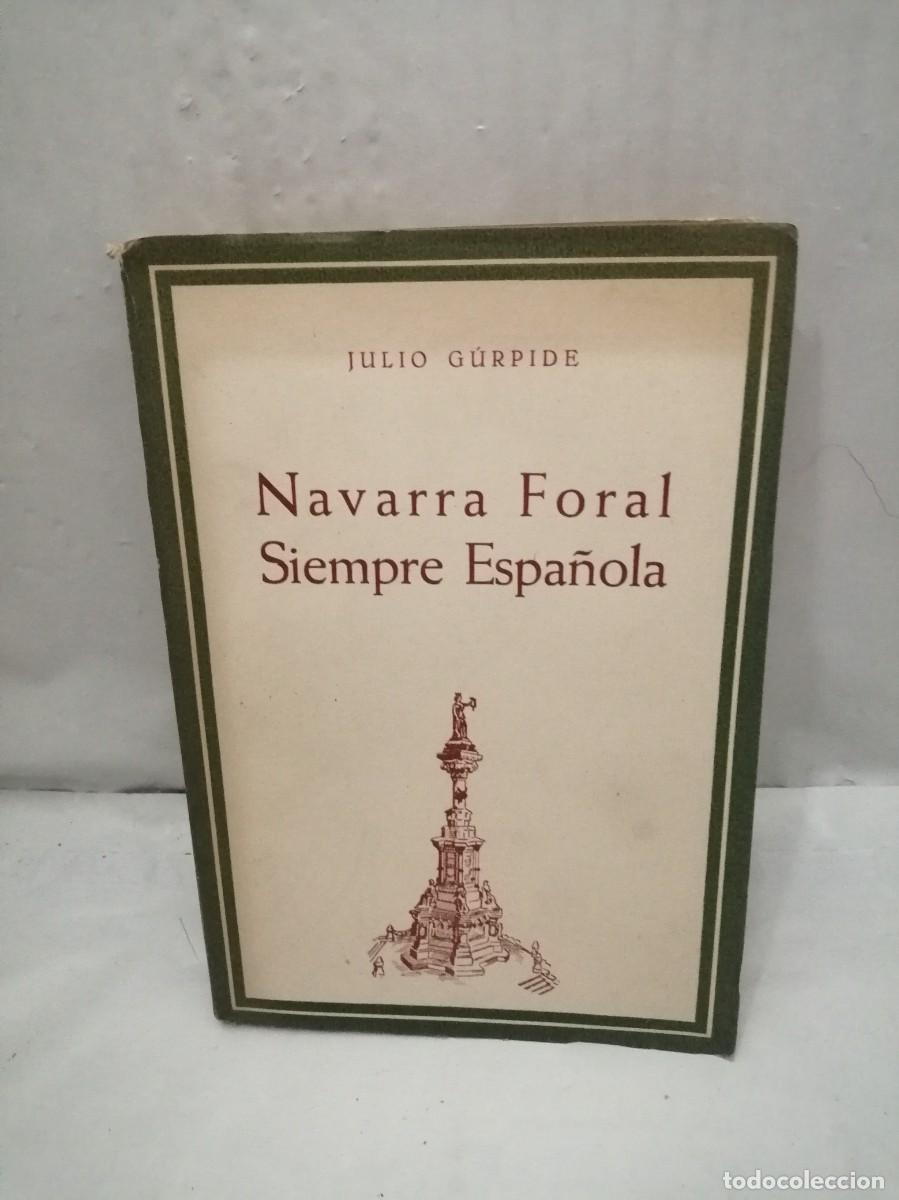 JULIO GÚRPIDE
Navarra Foral
Siempre Española
todocoleccion